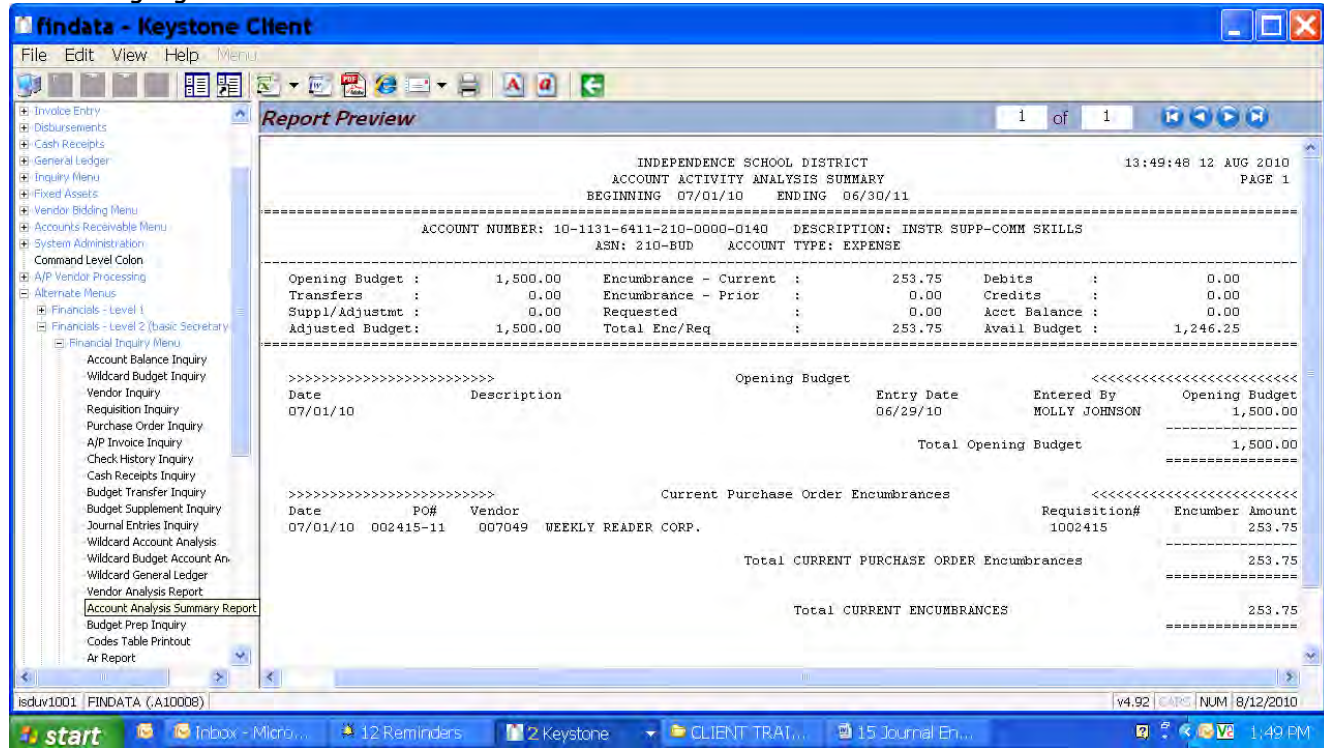 findata - Keystone Client
File Edit View Help Menu
Invoice Entry
Disbursements
Cash Receipts
General Ledger
Inquiry Menu
Fixed Assets
Vendor Bidding Menu
Accounts Receivable Menu
System Administration
Command Level Colon
A/P Vendor Processing
Alternate Menus
Financials - Level 1
Financials - Level 2 (basic Secretary
Financial Inquiry Menu
Account Balance Inquiry
Wildcard Budget Inquiry
Vendor Inquiry
Requisition Inquiry
Purchase Order Inquiry
A/P Invoice Inquiry
Check History Inquiry
Cash Receipts Inquiry
Budget Transfer Inquiry
Budget Supplement Inquiry
Journal Entries Inquiry
Wildcard Account Analysis
Wildcard Budget Account An
Wildcard General Ledger
Vendor Analysis Report
Account Analysis Summary Report
Budget Prep Inquiry
Codes Table Printout
Ar Report
Report Preview 1 of 1
INDEPENDENCE SCHOOL DISTRICT 13:49:48 12 AUG 2010
ACCOUNT ACTIVITY ANALYSIS SUMMARY PAGE 1
BEGINNING 07/01/10 ENDING 06/30/11
ACCOUNT NUMBER: 10-1131-6411-210-0000-0140 DESCRIPTION: INSTR SUPP-COMM SKILLS
ASN: 210-BUD ACCOUNT TYPE: EXPENSE
Opening Budget : 1,500.00 Encumbrance - Current : 253.75 Debits : 0.00
Transfers : 0.00 Encumbrance - Prior : 0.00 Credits : 0.00
Suppl/Adjustmt : 0.00 Requested : 0.00 Acct Balance : 0.00
Adjusted Budget: 1,500.00 Total Enc/Req : 253.75 Avail Budget : 1,246.25
>>>>>>>>>>>>>>>>>>>>>>>>> Opening Budget <<<<<<<<<<<<<<<<<<<<<<<<<
Date Description Entry Date Entered By Opening Budget
07/01/10 06/29/10 MOLLY JOHNSON 1,500.00
Total Opening Budget 1,500.00
>>>>>>>>>>>>>>>>>>>>>>>>> Current Purchase Order Encumbrances <<<<<<<<<<<<<<<<<<<<<<<<<
Date PO# Vendor Requisition# Encumber Amount
07/01/10 002415-11 007049 WEEKLY READER CORP. 1002415 253.75
Total CURRENT PURCHASE ORDER Encumbrances 253.75
Total CURRENT ENCUMBRANCES 253.75
isduv1001 FINDATA (.A10008) v4.92 CAPS NUM 8/12/2010
start Inbox - Micro... 12 Reminders 2 Keystone CLIENT TRAI... 15 Journal En... 1:49 PM